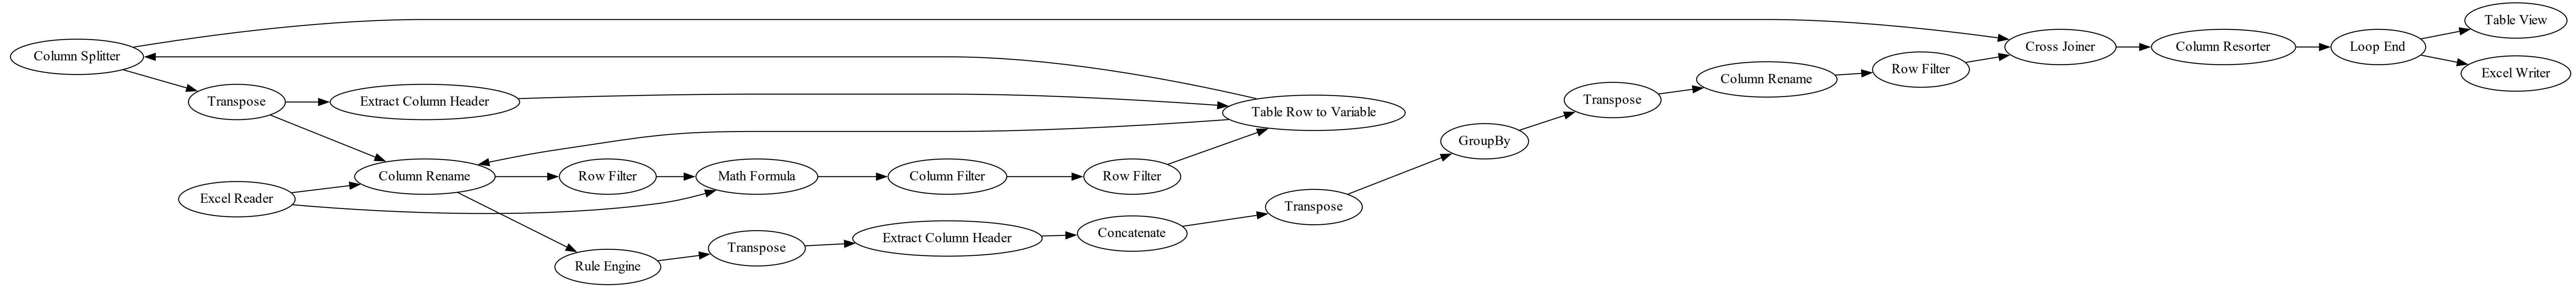 Column Splitter
Transpose
Extract Column Header
Table Row to Variable
Excel Reader
Column Rename
Row Filter
Math Formula
Column Filter
Row Filter
Rule Engine
Transpose
Extract Column Header
Concatenate
Transpose
GroupBy
Transpose
Column Rename
Row Filter
Cross Joiner
Column Resorter
Loop End
Table View
Excel Writer